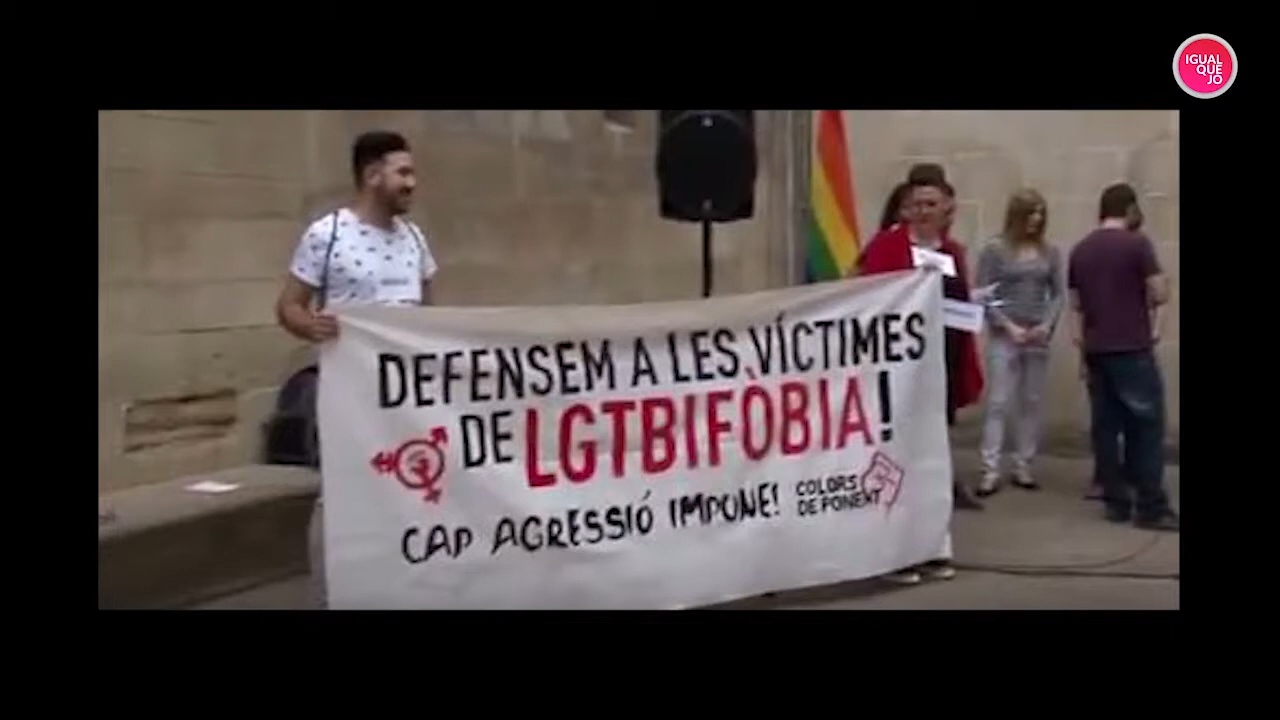 IGUAL
QUE
JO
DEFENSEM A LES VÍCTIMES
DE LGTBIFÒBIA!
CAP AGRESSIÓ IMPUNE!
COLORS
DE PONENT